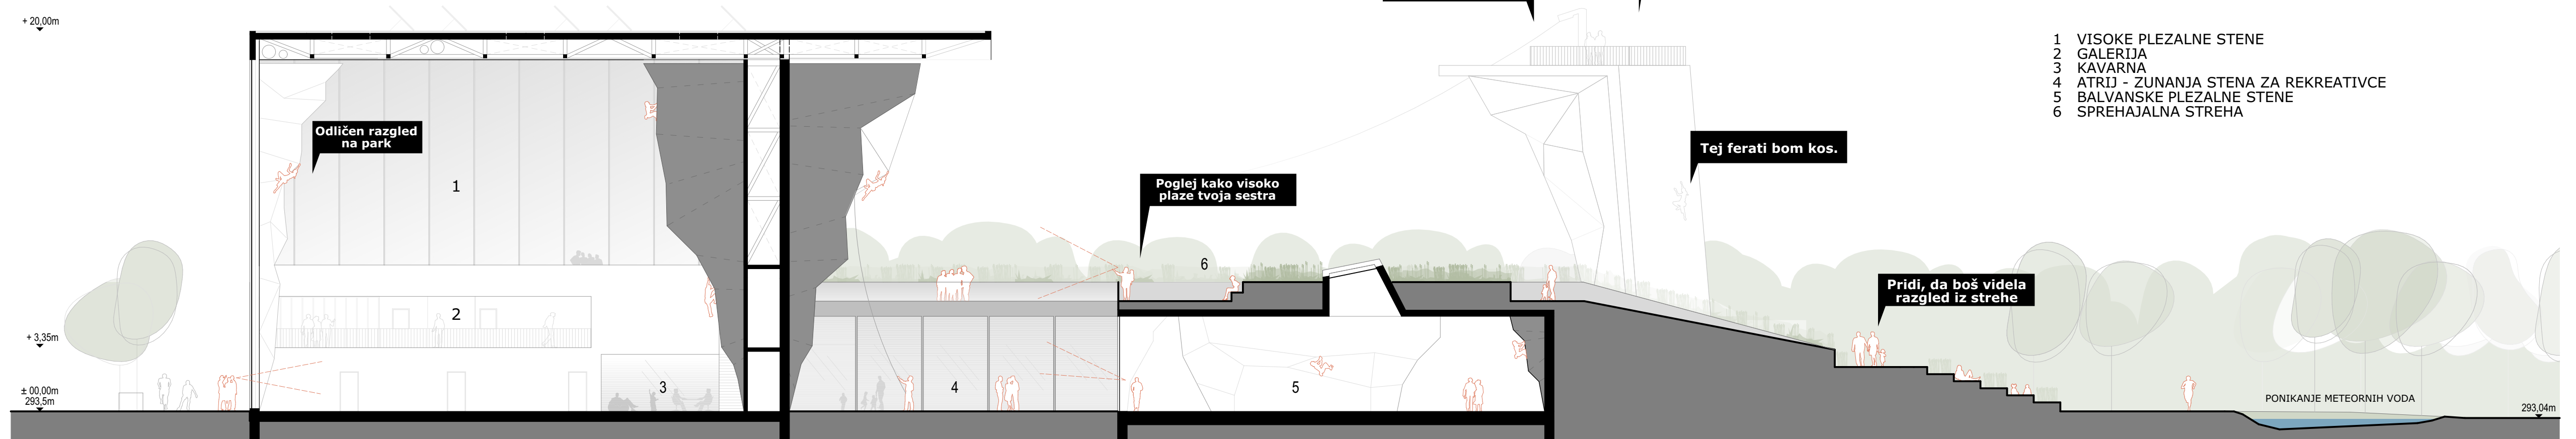 + 20,00m
1 VISOKE PLEZALNE STENE
2 GALERIJA
3 KAVARNA
4 ATRIJ - ZUNANJA STENA ZA REKREATIVCE
5 BALVANSKE PLEZALNE STENE
6 SPREHAJALNA STREHA
Odličen razgled
na park
Tej ferati bom kos.
1
Poglej kako visoko
plaze tvoja sestra
6
Pridi, da boš videla
razgled iz strehe
2
+ 3,35m
3
4
5
± 00,00m
293,5m
PONIKANJE METEORNIH VODA
293,04m